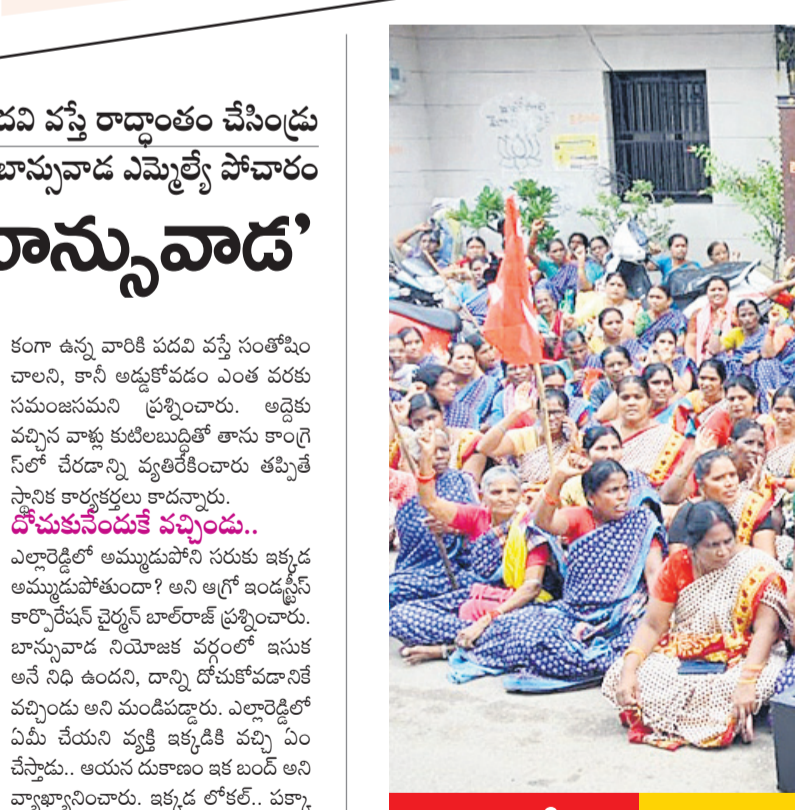 వస్తే రాద్ధాంతం చేసిండ్రు
బాన్సువాడ ఎమ్మెల్యే పోచారం
బాన్సువాడ’
కంగా ఉన్న వారికి పదవి వస్తే సంతోషిం
చాలని, కానీ అడ్డుకోవడం ఎంత వరకు
సమంజసమని ప్రశ్నించారు. అద్దెకు
వచ్చిన వాళ్లు కుటిలబుద్ధితో తాను కాంగ్రె
స్‌లో చేరడాన్ని వ్యతిరేకించారు తప్పితే
స్థానిక కార్యకర్తలు కాదన్నారు.
దోచుకునేందుకే వచ్చిండు..
ఎల్లారెడ్డిలో అమ్ముడుపోని సరుకు ఇక్కడ
అమ్ముడుపోతుందా? అని ఆగ్రో ఇండస్ట్రీస్
కార్పొరేషన్ చైర్మన్ బాల్‌రాజ్ ప్రశ్నించారు.
బాన్సువాడ నియోజక వర్గంలో ఇసుక
అనే నిధి ఉందని, దాన్ని దోచుకోవడానికే
వచ్చిండు అని మండిపడ్డారు. ఎల్లారెడ్డిలో
ఏమీ చేయని వ్యక్తి ఇక్కడికి వచ్చి ఏం
చేస్తాడు.. ఆయన దుకాణం ఇక బంద్ అని
వ్యాఖ్యానించారు. ఇక్కడ లోకల్.. పక్కా